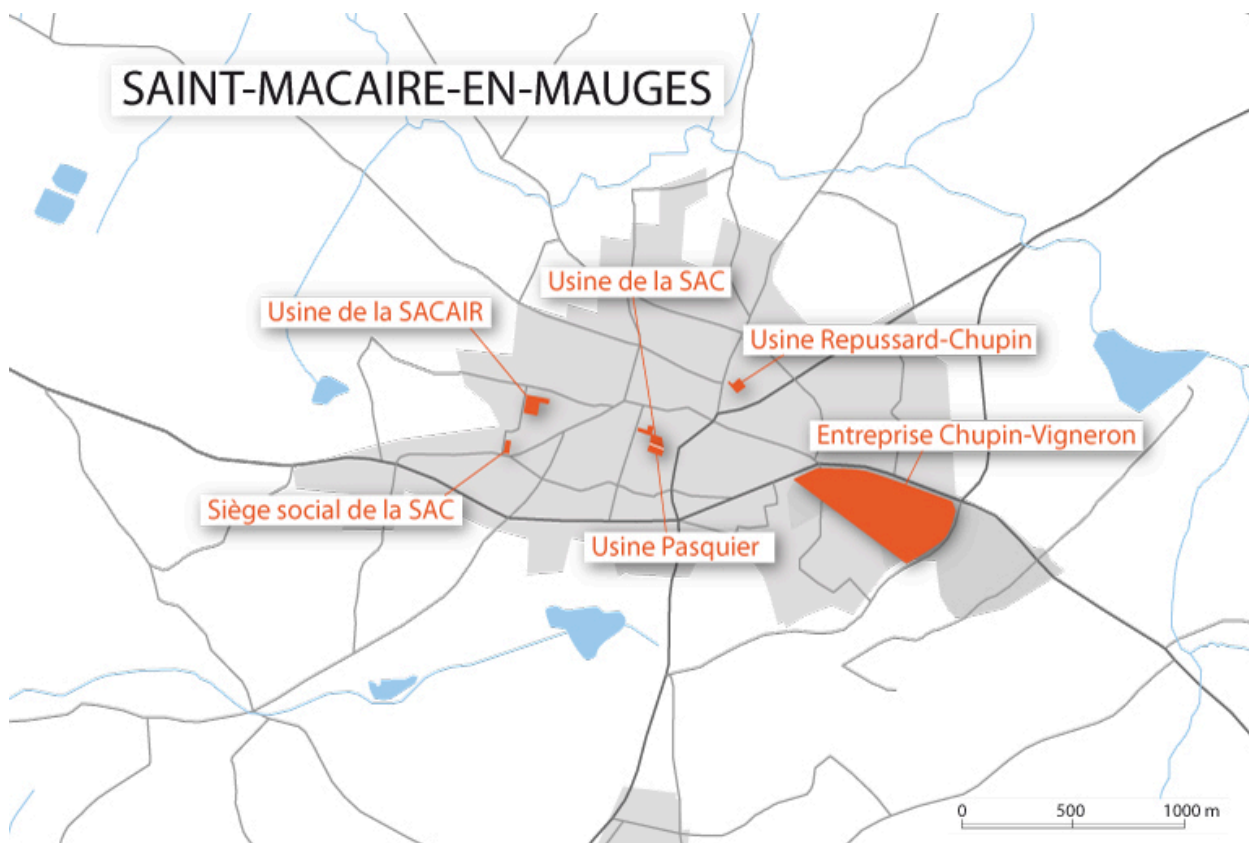 SAINT-MACAIRE-EN-MAUGES
Usine de la SAC
Usine de la SACAIR
Usine Repussard-Chupin
Entreprise Chupin-Vigneron
Siège social de la SAC
Usine Pasquier
0 500 1000 m